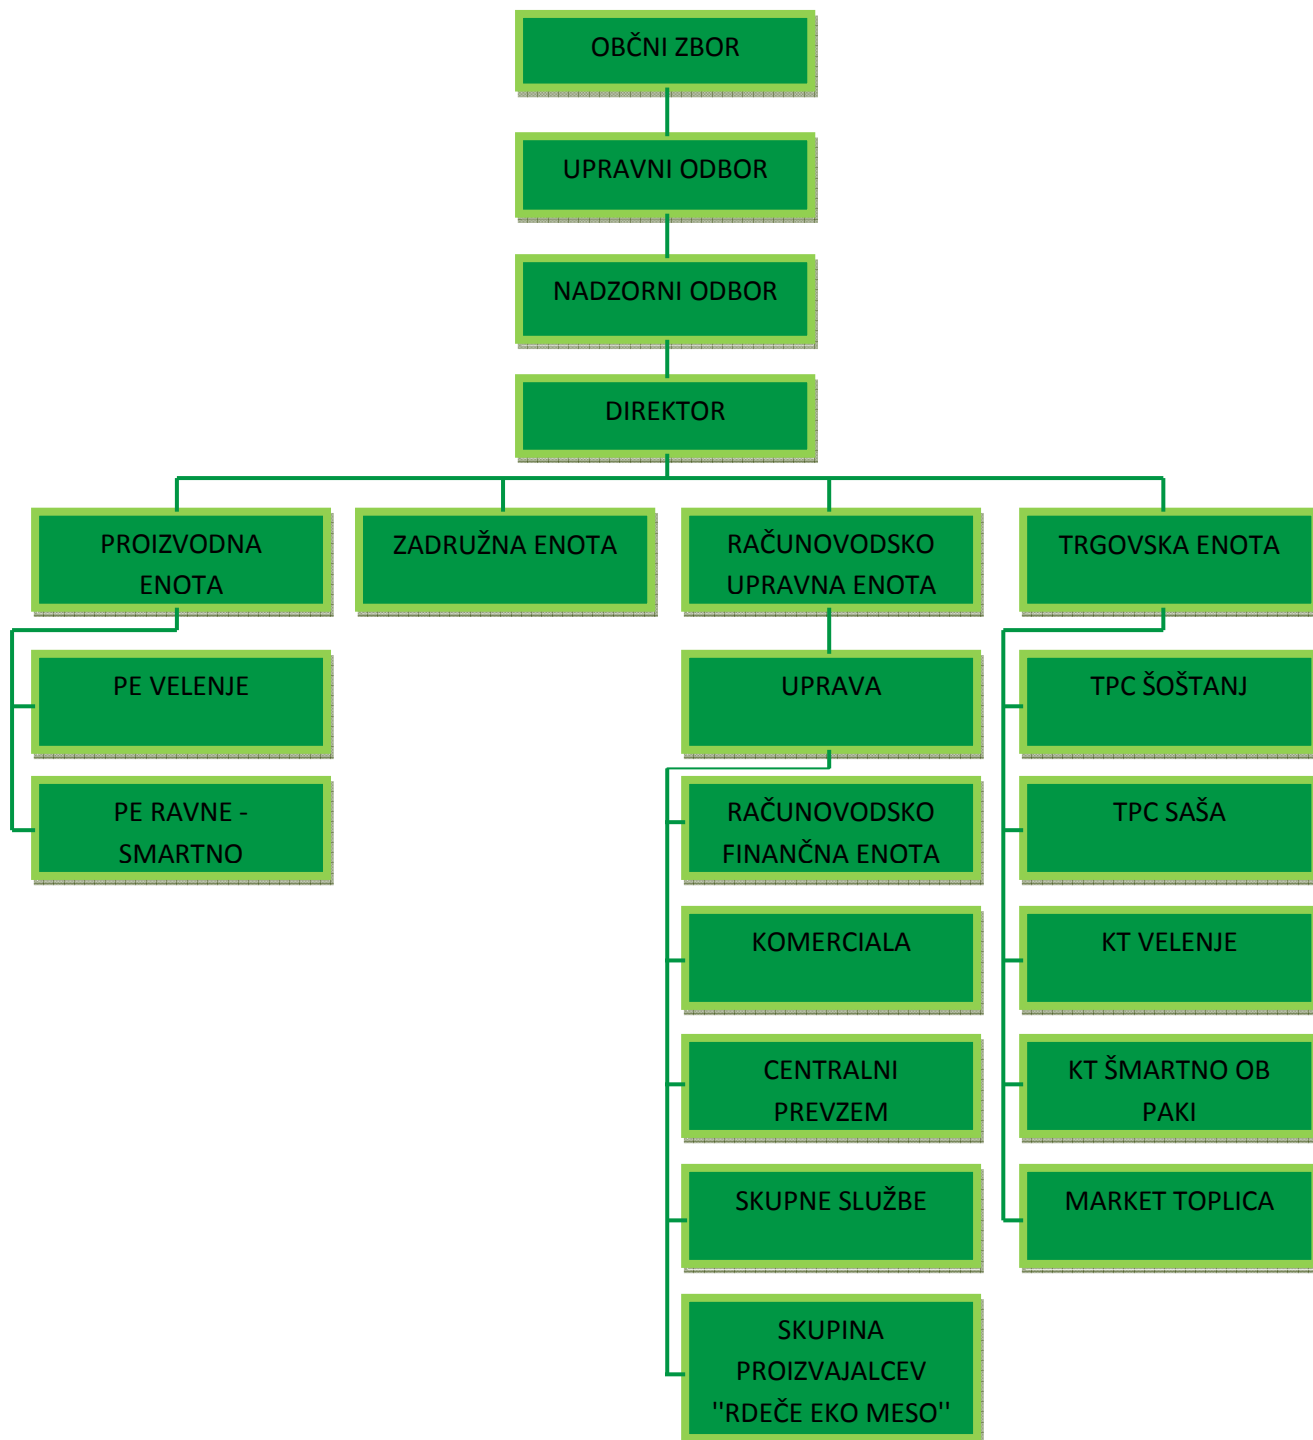 OBČNI ZBOR
UPRAVNI ODBOR
NADZORNI ODBOR
DIREKTOR
PROIZVODNA
ENOTA
ZADRUŽNA ENOTA
RAČUNOVODSKO
UPRAVNA ENOTA
TRGOVSKA ENOTA
PE VELENJE
PE RAVNE -
SMARTNO
UPRAVA
RAČUNOVODSKO
FINANČNA ENOTA
KOMERCIALA
CENTRALNI
PREVZEM
SKUPNE SLUŽBE
SKUPINA
PROIZVAJALCEV
"RDEČE EKO MESO"
TPC ŠOŠTANJ
TPC SAŠA
KT VELENJE
KT ŠMARTNO OB
PAKI
MARKET TOPLICA